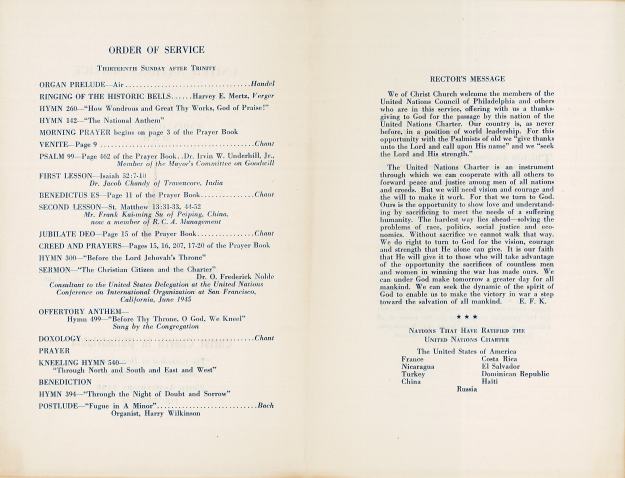 ORDER OF SERVICE
Thirteenth Sunday after Trinity
ORGAN PRELUDE—Air ........ Handel
RINGING OF THE HISTORIC BELLS ...... Harvey E. Mertz, Verger
HYMN 260—"How Wondrous and Great Thy Works, God of Praise!"
HYMN 142—"The National Anthem"
MORNING PRAYER begins on page 3 of the Prayer Book
VENITE—Page 9 ........ Chant
PSALM 99—Page 462 of the Prayer Book...Dr. Irvin W. Underhill, Jr.,
Member of the Mayor's Committee on Goodwill
FIRST LESSON—Isaiah 32:7-18
Dr. Jacob Chandy of Travencore, India
BENEDICTUS ES—Page 11 of the Prayer Book ........ Chant
SECOND LESSON—St. Matthew 13:31-33, 44-52
Mr. Frank Kai-ming Su of Peiping, China,
now a member of R. C. A. Management
JUBILATE DEO—Page 15 of the Prayer Book ........ Chant
CREED AND PRAYERS—Pages 15, 16, 207, 17-20 of the Prayer Book
HYMN 300—"Before the Lord Jehovah's Throne"
SERMON—"The Christian Citizen and the Charter"
Dr. O. Frederick Nolde
Consultant to the United States Delegation at the United Nations
Conference on International Organization at San Francisco,
California, June 1945
OFFERTORY ANTHEM—
Hymn 499—"Before Thy Throne, O God, We Kneel"
Sung by the Congregation
DOXOLOGY ........ Chant
PRAYER
KNEELING HYMN 540—
"Through North and South and East and West"
BENEDICTION
HYMN 394—"Through the Night of Doubt and Sorrow"
POSTLUDE—"Fugue in A Minor" ........ Bach
Organist, Harry Wilkinson
RECTOR'S MESSAGE
We of Christ Church welcome the members of the
United Nations Council of Philadelphia and others
who are in this service, offering with us a thanks-
giving to God for the passage by this nation of the
United Nations Charter. Our country is, as never
before, in a position of world leadership. For this
opportunity with the Psalmists of old we "give thanks
unto the Lord and call upon His name" and we "seek
the Lord and His strength."
The United Nations Charter is an instrument
through which we can cooperate with all others to
forward peace and justice among men of all nations
and creeds. But we will need vision and courage and
the will to make it work. For that we turn to God.
Ours is the opportunity to show love and understand-
ing by sacrificing to meet the needs of a suffering
humanity. The hardest way lies ahead—solving the
problems of race, politics, social justice and eco-
nomics. Without sacrifice we cannot walk that way.
We do right to turn to God for the vision, courage
and strength that He alone can give. It is our faith
that He will give it to those who will take advantage
of the opportunity the sacrifices of countless men
and women in winning the war has made ours. We
can under God make tomorrow a greater day for all
mankind. We can seek the dynamic of the spirit of
God to enable us to make the victory in war a step
toward the salvation of all mankind. E. F. K.
★ ★ ★
Nations That Have Ratified the
United Nations Charter
The United States of America
France Costa Rica
Nicaragua El Salvador
Turkey Dominican Republic
China Haiti
Russia